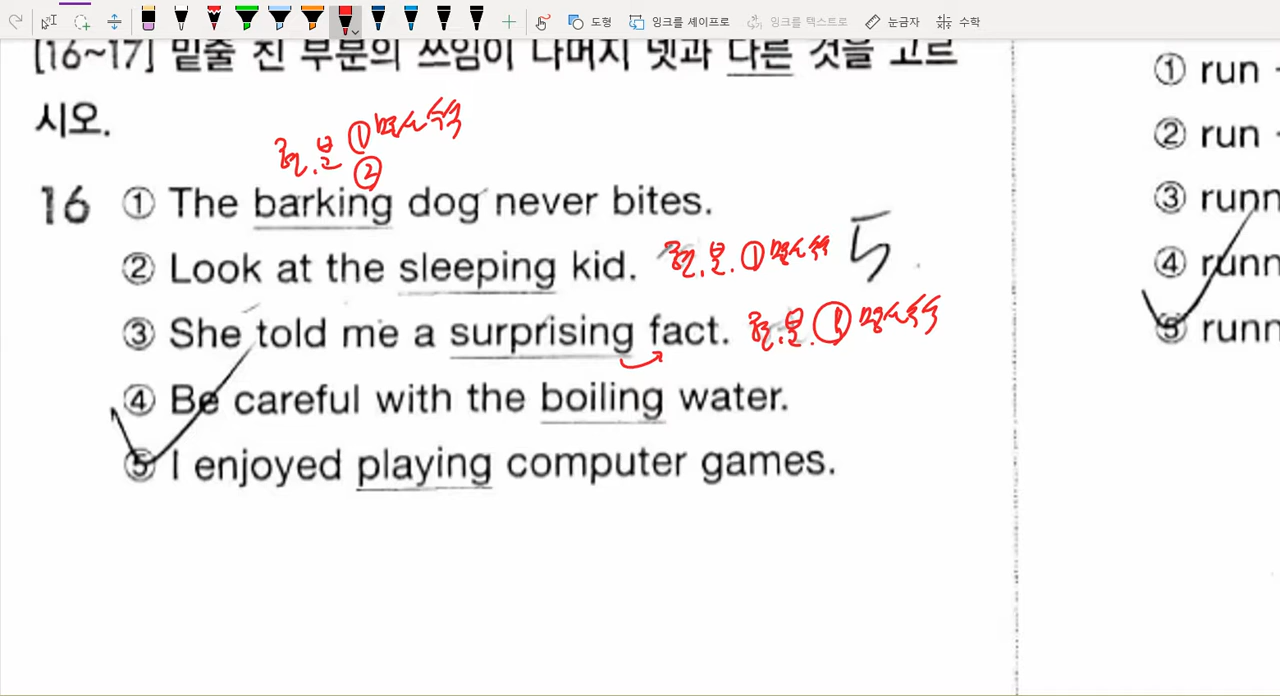 도형 잉크를 셰이프로 잉크를 텍스트로 눈금자 수학
[16~17] 밑줄 친 부분의 쓰임이 나머지 넷과 다른 것을 고르
시오.
현.분 ① 명사수식
②
16 ① The barking dog never bites.
② Look at the sleeping kid. 현.분. ① 명사수식 5
③ She told me a surprising fact. 현.분. ① 명사수식
④ Be careful with the boiling water.
⑤ I enjoyed playing computer games.
① run
② run
③ runn
④ runn
⑤ runn